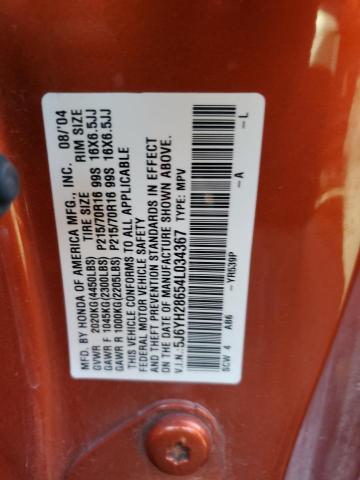 MFD. BY HONDA OF AMERICA MFG., INC. 08/'04
TIRE SIZE RIM SIZE
GVWR 2020KG(4450LBS)
GAWR F 1045KG(2300LBS) P215/70R16 99S 16X6.5JJ
GAWR R 1000KG(2205LBS) P215/70R16 99S 16X6.5JJ
THIS VEHICLE CONFORMS TO ALL APPLICABLE
FEDERAL MOTOR VEHICLE SAFETY
AND THEFT PREVENTION STANDARDS IN EFFECT
ON THE DATE OF MANUFACTURE SHOWN ABOVE.
V.I.N.: 5J6YH28654L034367 TYPE: MPV
YR539P A L
SCW 4 AB6